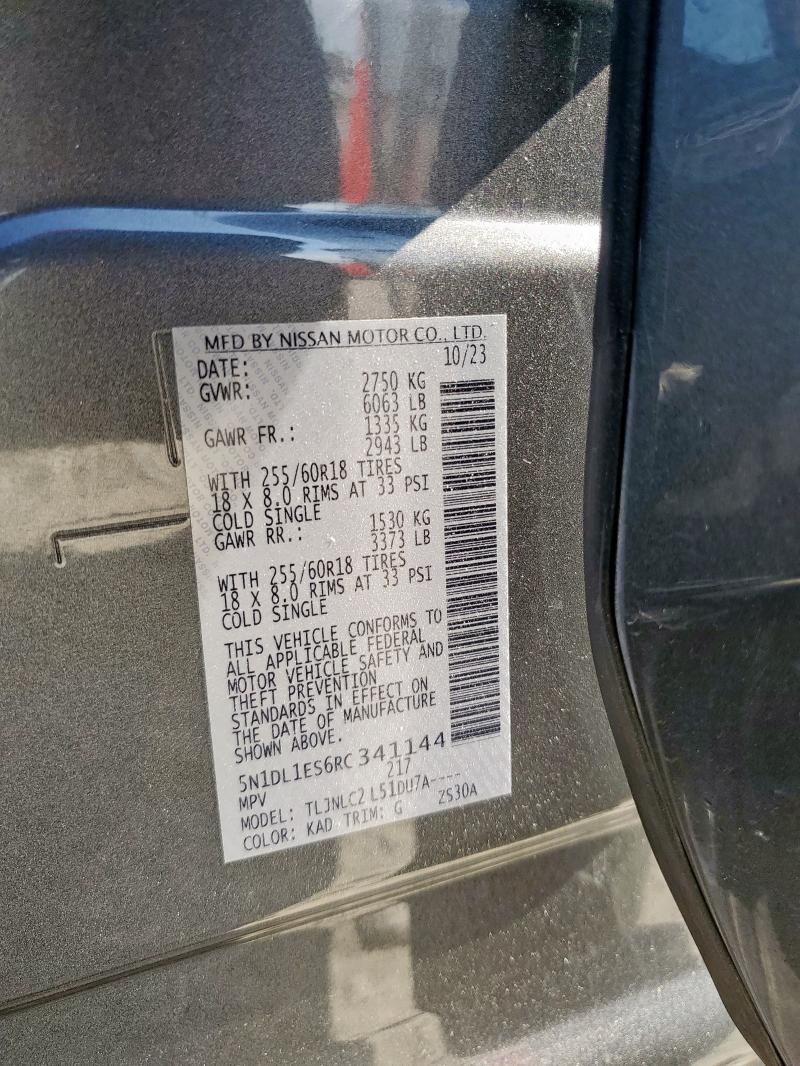 MFD BY NISSAN MOTOR CO., LTD.
DATE: 10/23
GVWR: 2750 KG
6063 LB
GAWR FR.: 1335 KG
2943 LB
WITH 255/60R18 TIRES
18 X 8.0 RIMS AT 33 PSI
COLD SINGLE
GAWR RR.: 1530 KG
3373 LB
WITH 255/60R18 TIRES
18 X 8.0 RIMS AT 33 PSI
COLD SINGLE
THIS VEHICLE CONFORMS TO
ALL APPLICABLE FEDERAL
MOTOR VEHICLE SAFETY AND
THEFT PREVENTION
STANDARDS IN EFFECT ON
THE DATE OF MANUFACTURE
SHOWN ABOVE.
5N1DL1ES6RC341144
MPV 217
MODEL: TLJNLC2 L51DU7A----
COLOR: KAD TRIM: G ZS30A